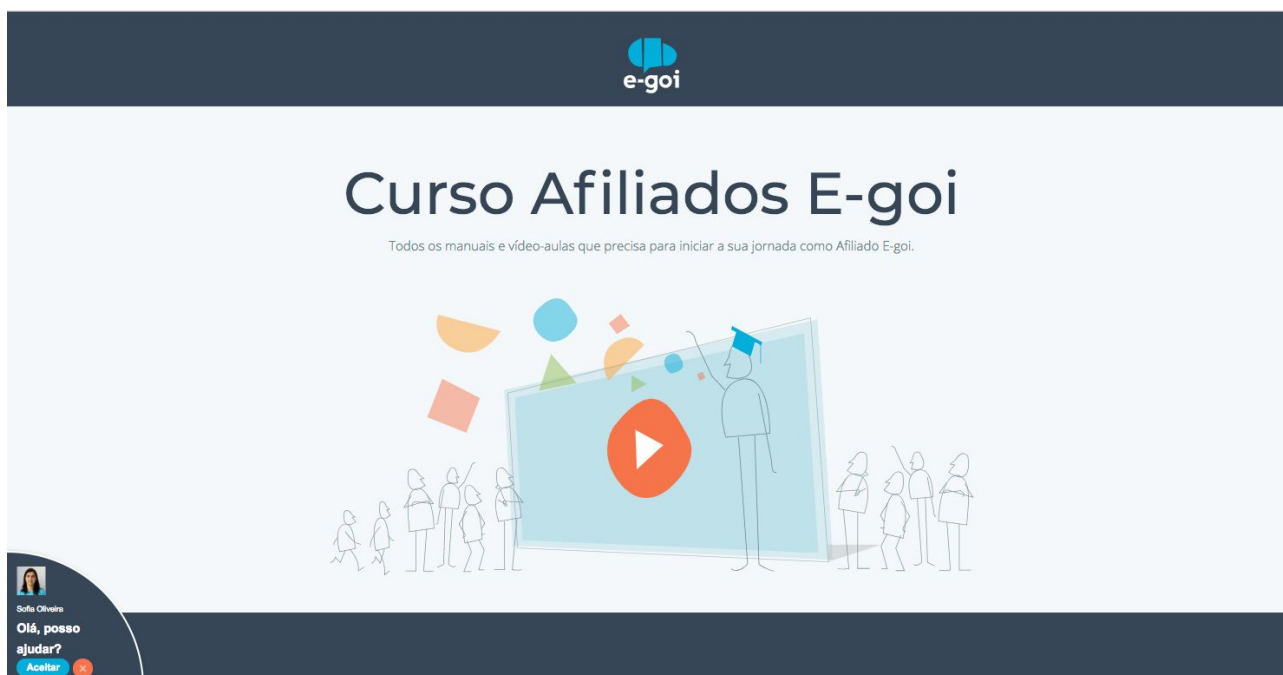 e-goi
Curso Afiliados E-goi
Todos os manuais e vídeo-aulas que precisa para iniciar a sua jornada como Afiliado E-goi.
Sofia Oliveira
Olá, posso
ajudar?
Aceitar